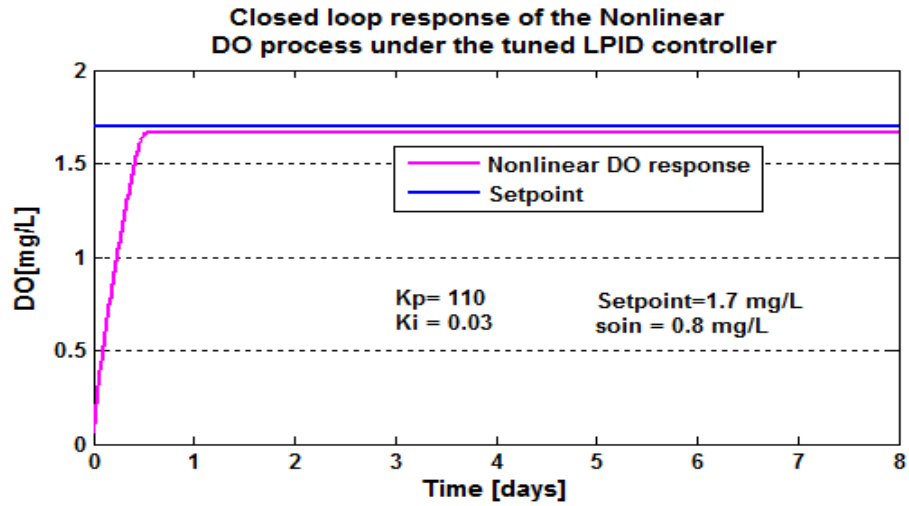 Closed loop response of the Nonlinear
DO process under the tuned LPID controller
2
1.5
1
0.5
0
DO[mg/L]
Nonlinear DO response
Setpoint
Kp= 110
Ki = 0.03
Setpoint=1.7 mg/L
soin = 0.8 mg/L
0 1 2 3 4 5 6 7 8
Time [days]